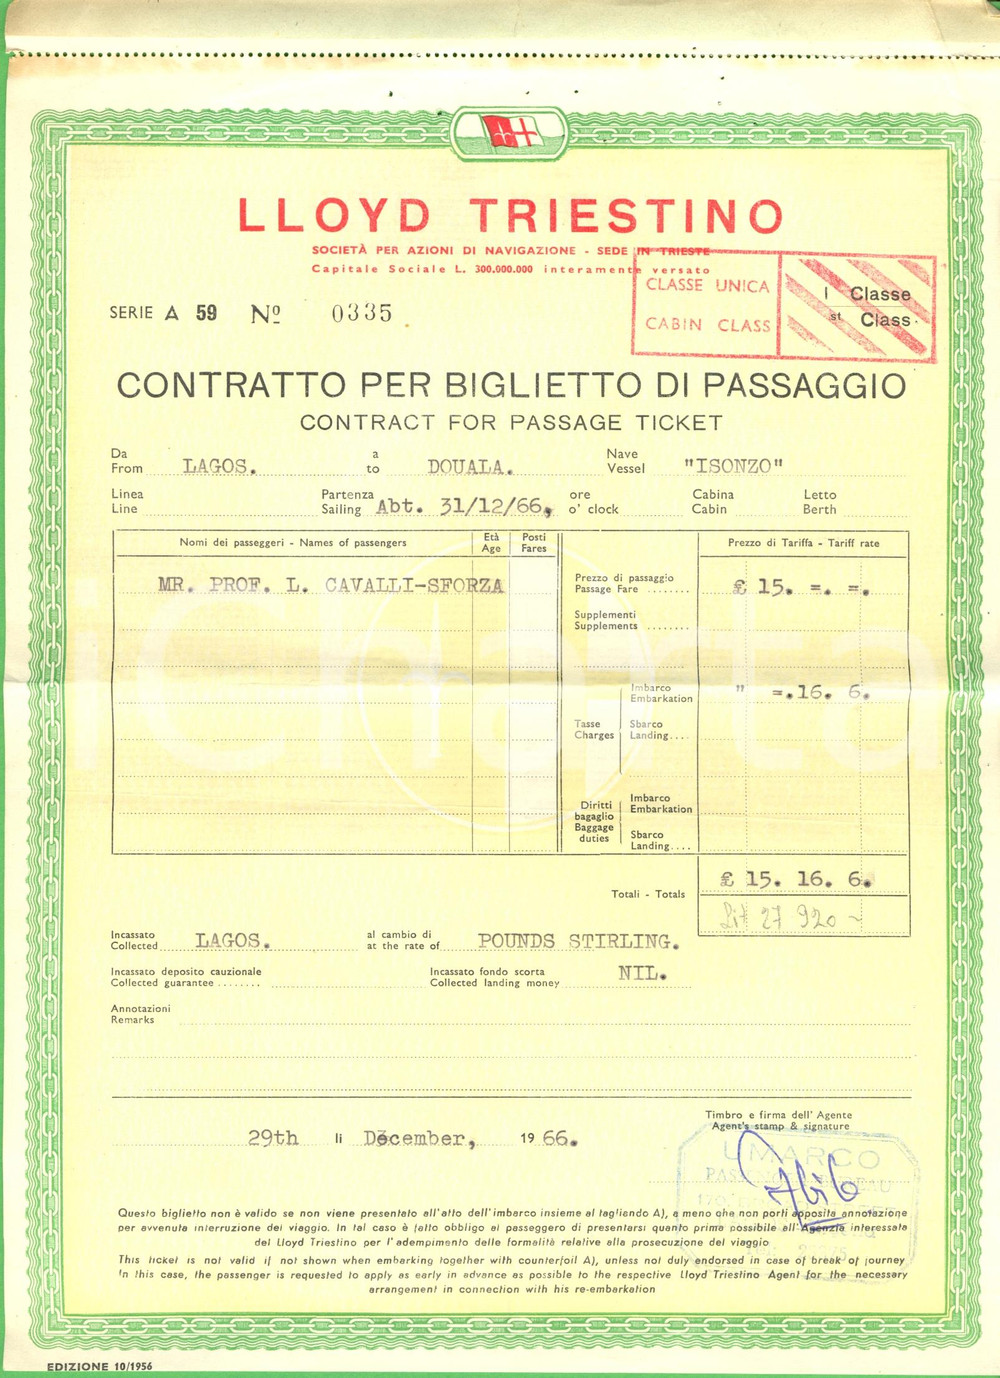 LLOYD TRIESTINO
SOCIETÀ PER AZIONI DI NAVIGAZIONE - SEDE IN TRIESTE
Capitale Sociale L. 300.000.000 interamente versato
CLASSE UNICA
CABIN CLASS
I Classe
st Class.
SERIE A 59 Nº 0335
CONTRATTO PER BIGLIETTO DI PASSAGGIO
CONTRACT FOR PASSAGE TICKET
Da a Nave
From LAGOS. to DOUALA. Vessel "ISONZO"
Linea Partenza ore Cabina Letto
Line Sailing Abt. 31/12/66, o' clock Cabin Berth
Nomi dei passeggeri - Names of passengers
Età
Age
Posti
Fares
Prezzo di Tariffa - Tariff rate
MR. PROF. L. CAVALLI-SFORZA
Prezzo di passaggio
Passage Fare ........ £ 15. =. =.
Supplementi
Supplements ........
Tasse
Charges
Imbarco
Embarkation " =.16. 6.
Sbarco
Landing....
Diritti
bagaglio
Baggage
duties
Imbarco
Embarkation
Sbarco
Landing....
Totali - Totals £ 15. 16. 6.
Lit 27 920 -
Incassato al cambio di
Collected LAGOS. at the rate of POUNDS STIRLING.
Incassato deposito cauzionale Incassato fondo scorta
Collected guarantee ........ Collected landing money NIL.
Annotazioni
Remarks
29th li December, 1966.
Timbro e firma dell' Agente
Agent's stamp & signature
UMARCO
Questo biglietto non è valido se non viene presentato all'atto dell'imbarco insieme al tagliando A), a meno che non porti apposita annotazione
per avvenuta interruzione del viaggio. In tal caso è fatto obbligo al passeggero di presentarsi quanto prima possibile all'Agenzia interessata
del Lloyd Triestino per l'adempimento delle formalità relative alla prosecuzione del viaggio
This ticket is not valid if not shown when embarking together with counterfoil A), unless not duly endorsed in case of break of journey
In this case, the passenger is requested to apply as early in advance as possible to the respective Lloyd Triestino Agent for the necessary
arrangement in connection with his re-embarkation
EDIZIONE 10/1956